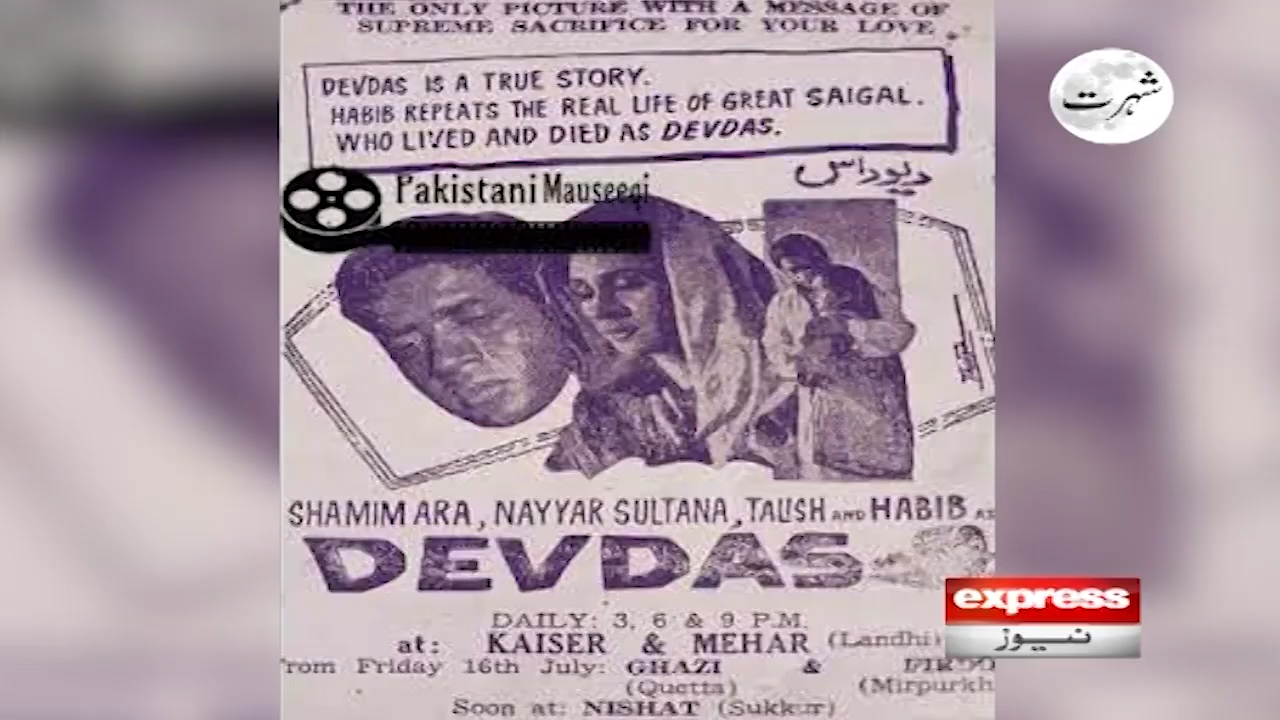 THE ONLY PICTURE WITH A MESSAGE OF
SUPREME SACRIFICE FOR YOUR LOVE
DEVDAS IS A TRUE STORY.
HABIB REPEATS THE REAL LIFE OF GREAT SAIGAL.
WHO LIVED AND DIED AS DEVDAS.
شہرت
دیوداس
Pakistani Mauseeqi
SHAMIM ARA, NAYYAR SULTANA, TALISH AND HABIB AS
DEVDAS
DAILY: 3, 6 & 9 P.M.
at: KAISER & MEHAR (Landhi)
From Friday 16th July: GHAZI &
(Quetta) (Mirpurkh
Soon at: NISHAT (Sukkur)
express
نیوز